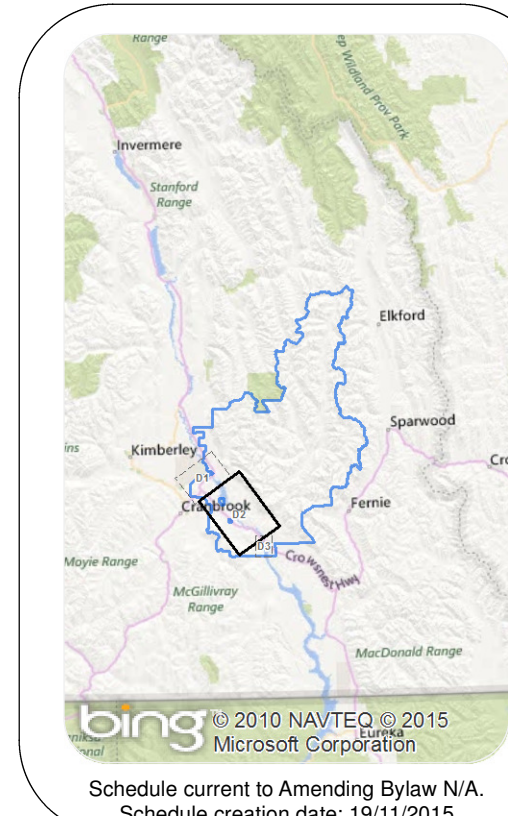 Range
ep Wildland Prov Park
Invermere
Stanford
Range
Elkford
Sparwood
Kimberley
D1
Cranbrook
D2
Fernie
D3
Crowsnest Hwy
Moyie Range
McGillivray
Range
MacDonald Range
bing © 2010 NAVTEQ © 2015
Microsoft Corporation
Eureka
Schedule current to Amending Bylaw N/A.
Schedule creation date: 19/11/2015